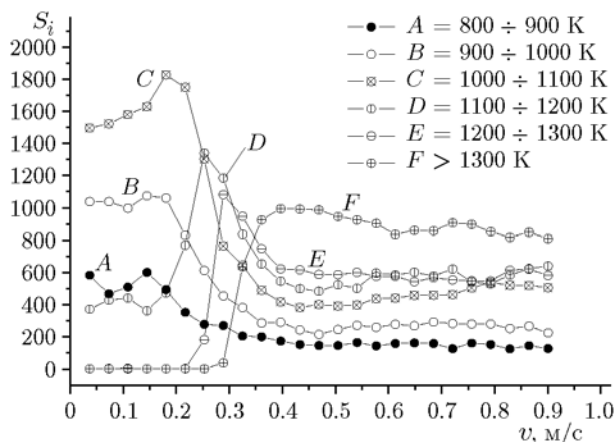 S_i
2000
1800
1600
1400
1200
1000
800
600
400
200
0
A = 800 ÷ 900 K
B = 900 ÷ 1000 K
C = 1000 ÷ 1100 K
D = 1100 ÷ 1200 K
E = 1200 ÷ 1300 K
F > 1300 K
C
D
B
F
A
E
0 0.1 0.2 0.3 0.4 0.5 0.6 0.7 0.8 0.9 1.0
v, м/с